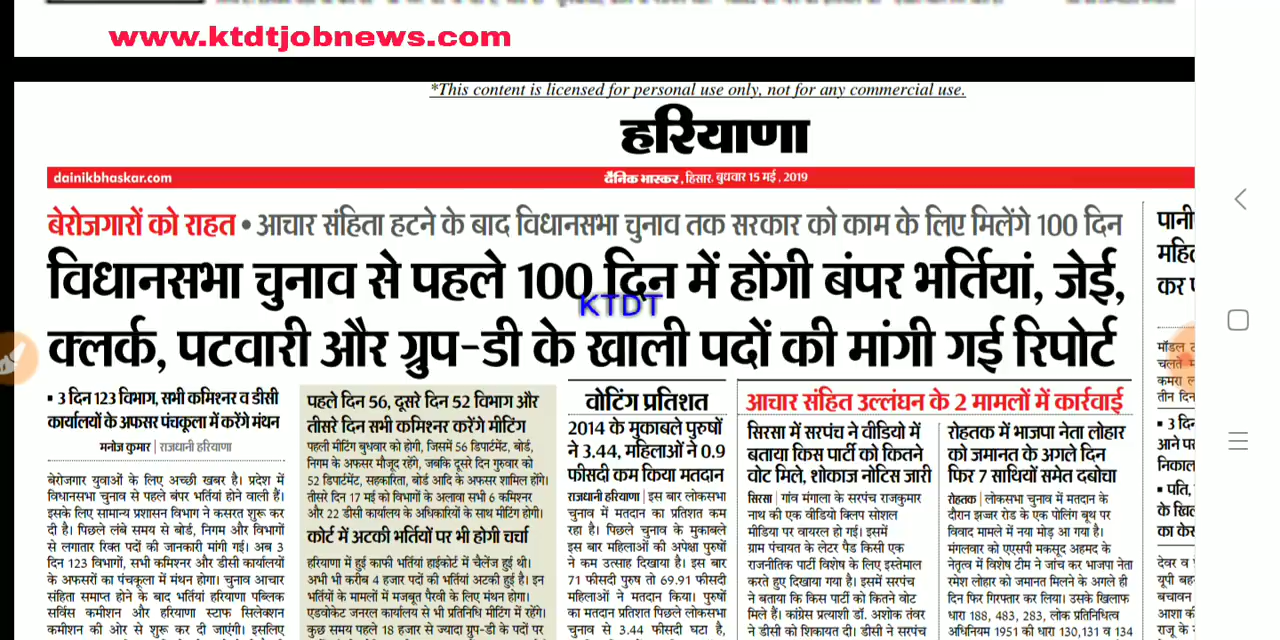 www.ktdtjobnews.com
*This content is licensed for personal use only, not for any commercial use.
हरियाणा
dainikbhaskar.com
दैनिक भास्कर, हिसार, बुधवार 15 मई, 2019
बेरोजगारों को राहत • आचार संहिता हटने के बाद विधानसभा चुनाव तक सरकार को काम के लिए मिलेंगे 100 दिन
विधानसभा चुनाव से पहले 100 दिन में होंगी बंपर भर्तियां, जेई,
KTDT
क्लर्क, पटवारी और ग्रुप-डी के खाली पदों की मांगी गई रिपोर्ट
▪ 3 दिन 123 विभाग, सभी कमिश्नर व डीसी
कार्यालयों के अफसर पंचकूला में करेंगे मंथन
मनोज कुमार | राजधानी हरियाणा
बेरोजगार युवाओं के लिए अच्छी खबर है। प्रदेश में
विधानसभा चुनाव से पहले बंपर भर्तियां होने वाली हैं।
इसके लिए सामान्य प्रशासन विभाग ने कसरत शुरू कर
दी है। पिछले लंबे समय से बोर्ड, निगम और विभागों
से लगातार रिक्त पदों की जानकारी मांगी गई। अब 3
दिन 123 विभागों, सभी कमिश्नर और डीसी कार्यालयों
के अफसरों का पंचकूला में मंथन होगा। चुनाव आचार
संहिता समाप्त होने के बाद भर्तियां हरियाणा पब्लिक
सर्विस कमीशन और हरियाणा स्टाफ सिलेक्शन
कमीशन की ओर से शुरू कर दी जाएंगी। इसलिए
पहले दिन 56, दूसरे दिन 52 विभाग और
तीसरे दिन सभी कमिश्नर करेंगे मीटिंग
पहली मीटिंग बुधवार को होगी, जिसमें 56 डिपार्टमेंट, बोर्ड,
निगम के अफसर मौजूद रहेंगे, जबकि दूसरे दिन गुरुवार को
52 डिपार्टमेंट, सहकारिता, बोर्ड आदि के अफसर शामिल होंगे।
तीसरे दिन 17 मई को विभागों के अलावा सभी 6 कमिश्नर
और 22 डीसी कार्यालय के अधिकारियों के साथ मीटिंग होगी।
कोर्ट में अटकी भर्तियों पर भी होगी चर्चा
हरियाणा में हुई काफी भर्तियां हाईकोर्ट में चैलेंज हुई थी।
अभी भी करीब 4 हजार पदों की भर्तियां अटकी हुई है। इन
भर्तियों के मामलों में मजबूत पैरवी के लिए मंथन होगा।
एडवोकेट जनरल कार्यालय से भी प्रतिनिधि मीटिंग में रहेंगे।
कुछ समय पहले 18 हजार से ज्यादा ग्रुप-डी के पदों पर
वोटिंग प्रतिशत
2014 के मुकाबले पुरुषों
ने 3.44, महिलाओं ने 0.9
फीसदी कम किया मतदान
राजधानी हरियाणा | इस बार लोकसभा
चुनाव में मतदान का प्रतिशत कम
रहा है। पिछले चुनाव के मुकाबले
इस बार महिलाओं की अपेक्षा पुरुषों
ने कम उत्साह दिखाया है। इस बार
71 फीसदी पुरुष तो 69.91 फीसदी
महिलाओं ने मतदान किया। पुरुषों
का मतदान प्रतिशत पिछले लोकसभा
चुनाव से 3.44 फीसदी घटा है,
आचार संहित उल्लंघन के 2 मामलों में कार्रवाई
सिरसा में सरपंच ने वीडियो में
बताया किस पार्टी को कितने
वोट मिले, शोकाज नोटिस जारी
सिरसा | गांव मंगाला के सरपंच राजकुमार
नाथ की एक वीडियो क्लिप सोशल
मीडिया पर वायरल हो गई। इसमें
ग्राम पंचायत के लेटर पैड किसी एक
राजनीतिक पार्टी विशेष के लिए इस्तेमाल
करते हुए दिखाया गया है। इसमें सरपंच
ने बताया कि किस पार्टी को कितने वोट
मिले हैं। कांग्रेस प्रत्याशी डॉ. अशोक तंवर
ने डीसी को शिकायत दी। डीसी ने सरपंच
रोहतक में भाजपा नेता लोहार
को जमानत के अगले दिन
फिर 7 साथियों समेत दबोचा
रोहतक | लोकसभा चुनाव में मतदान के
दौरान झज्जर रोड के एक पोलिंग बूथ पर
विवाद मामले में नया मोड़ आ गया है।
मंगलवार को एएसपी मकसूद अहमद के
नेतृत्व में विशेष टीम ने जांच कर भाजपा नेता
रमेश लोहार को जमानत मिलने के अगले ही
दिन फिर गिरफ्तार कर लिया। उसके खिलाफ
धारा 188, 483, 283, लोक प्रतिनिधित्व
अधिनियम 1951 की धारा 130,131 व 134
पानी
कर
मॉडल
चलते
कमरा
तीन दिन
▪ 3 दिन
आने पर
निकाल
▪ पति,
के खिल
का केस
देवर व
यूपी बह
बचावन
आशा की
राजू के